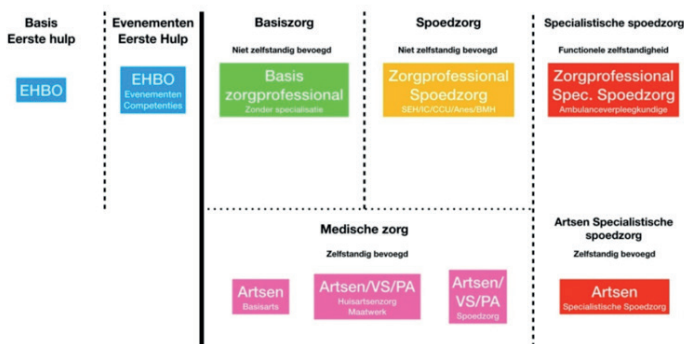 Basis
Eerste hulp
EHBO
Evenementen
Eerste Hulp
EHBO
Evenementen
Competenties
Basiszorg
Niet zelfstandig bevoegd
Basis
zorgprofessional
Zonder specialisatie
Spoedzorg
Niet zelfstandig bevoegd
Zorgprofessional
Spoedzorg
SEH/IC/CCU/Anes/BMH
Specialistische spoedzorg
Functionele zelfstandigheid
Zorgprofessional
Spec. Spoedzorg
Ambulanceverpleegkundige
Medische zorg
Zelfstandig bevoegd
Artsen
Basisarts
Artsen/VS/PA
Huisartsenzorg
Maatwerk
Artsen/
VS/PA
Spoedzorg
Artsen Specialistische
spoedzorg
Zelfstandig bevoegd
Artsen
Specialistische Spoedzorg